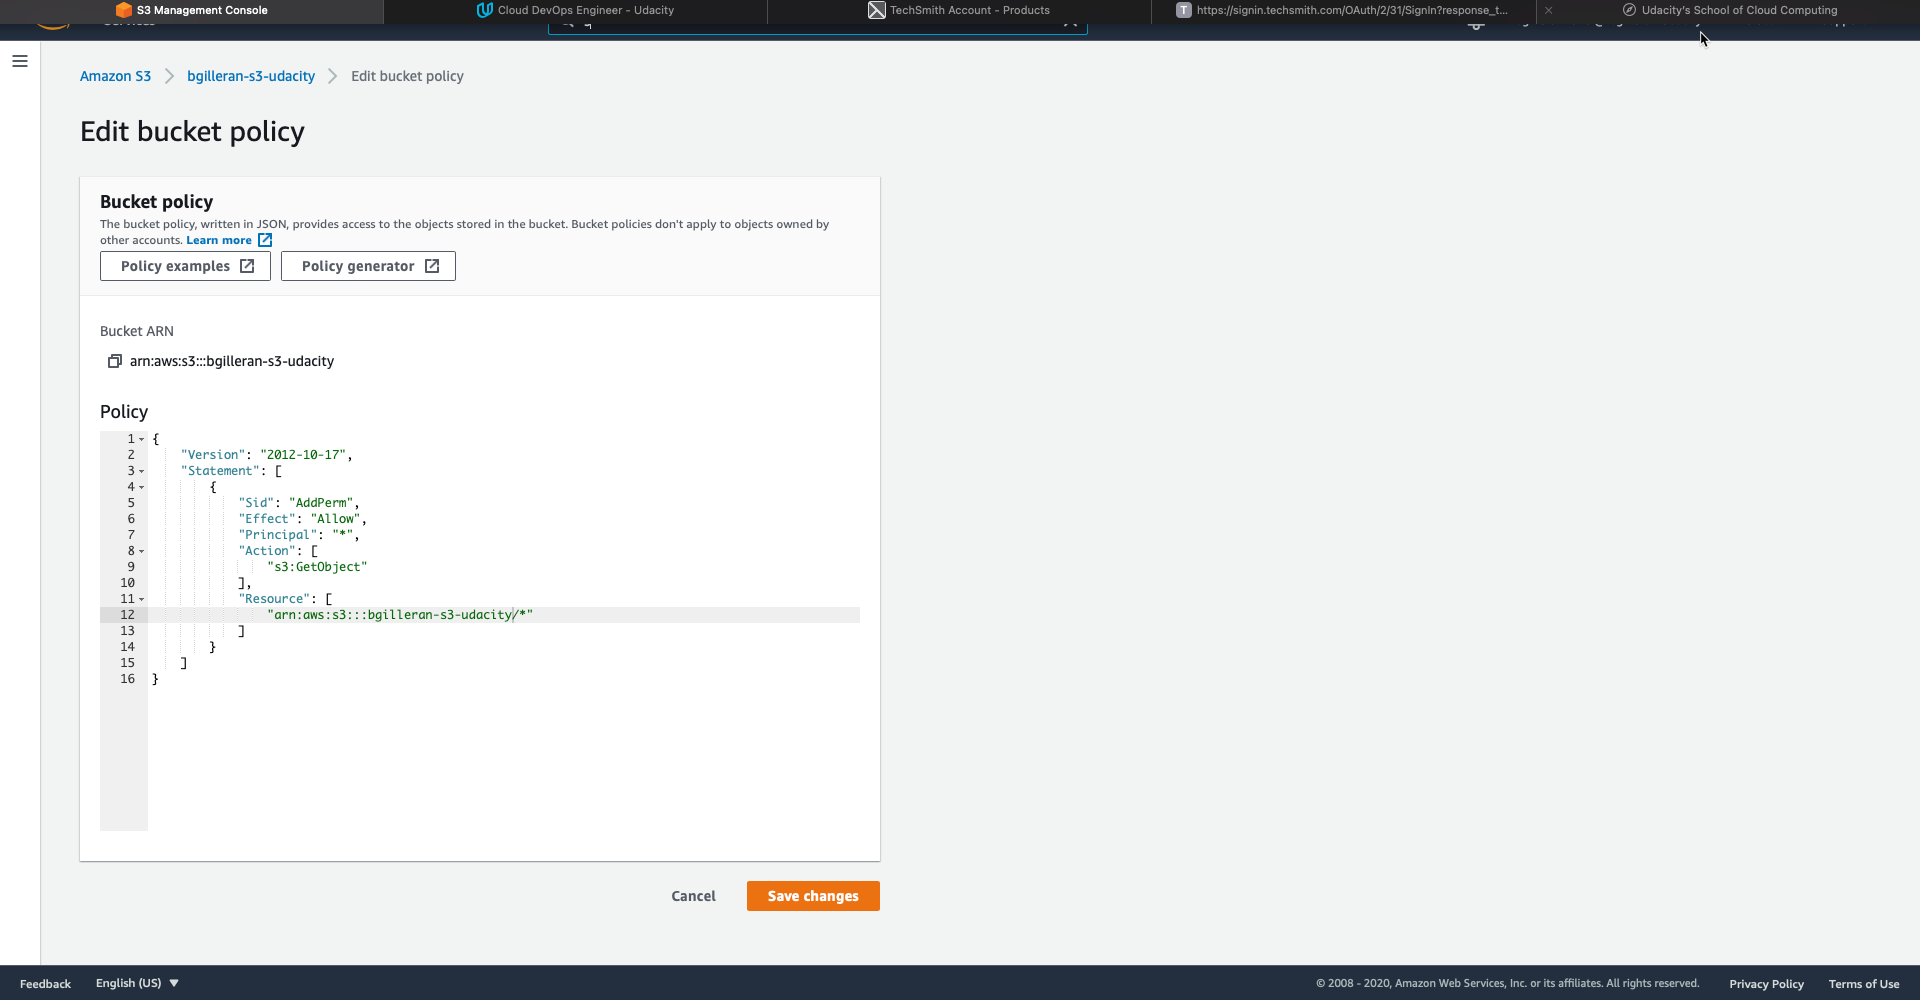 S3 Management Console
Cloud DevOps Engineer - Udacity
TechSmith Account - Products
T https://signin.techsmith.com/OAuth/2/31/SignIn?response_t...
Udacity's School of Cloud Computing
Amazon S3
bgilleran-s3-udacity
Edit bucket policy
Edit bucket policy
Bucket policy
The bucket policy, written in JSON, provides access to the objects stored in the bucket. Bucket policies don't apply to objects owned by
other accounts. Learn more
Policy examples
Policy generator
Bucket ARN
arn:aws:s3:::bgilleran-s3-udacity
Policy
1 {
2 "Version": "2012-10-17",
3 "Statement": [
4 {
5 "Sid": "AddPerm",
6 "Effect": "Allow",
7 "Principal": "*",
8 "Action": [
9 "s3:GetObject"
10 ],
11 "Resource": [
12 "arn:aws:s3:::bgilleran-s3-udacity/*"
13 ]
14 }
15 ]
16 }
Cancel
Save changes
Feedback
English (US)
© 2008 - 2020, Amazon Web Services, Inc. or its affiliates. All rights reserved.
Privacy Policy
Terms of Use